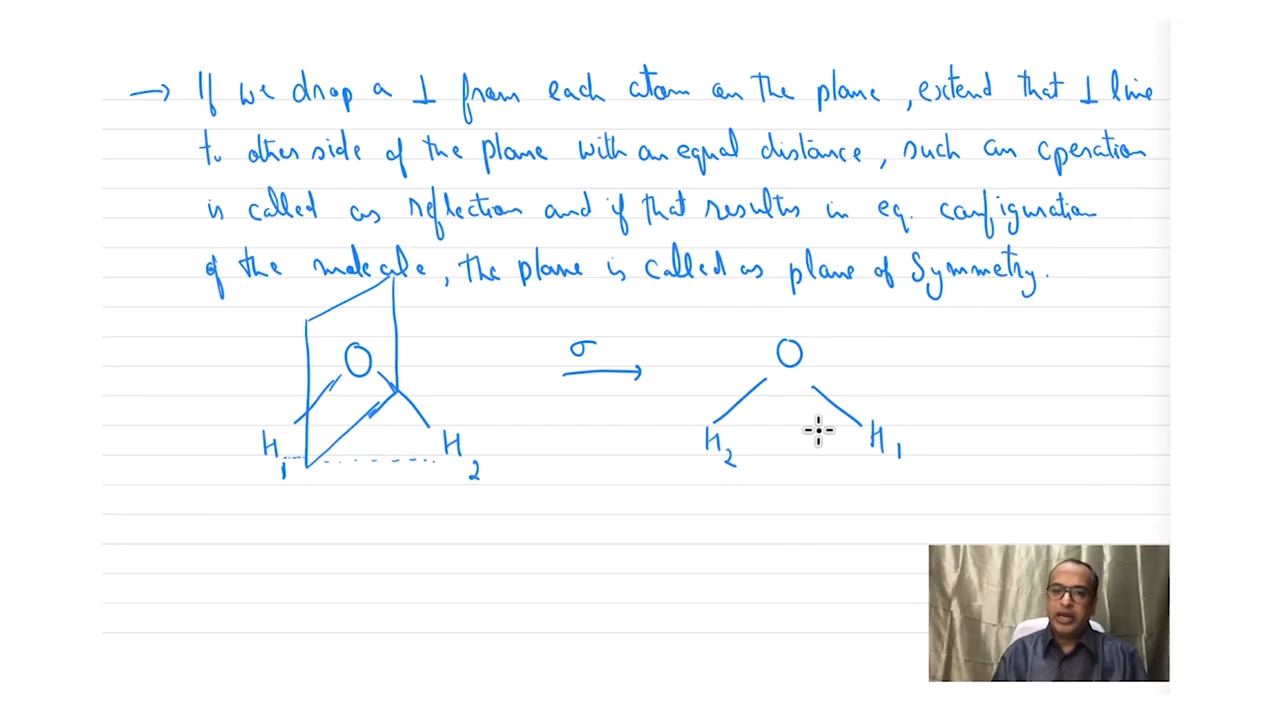 → If we drop a ⊥ from each atom on the plane, extend that ⊥ line
to other side of the plane with an equal distance, such an operation
is called as reflection and if that results in eq. configuration
of the molecule, the plane is called as plane of Symmetry.
O σ O
H1 H2 H2 H1